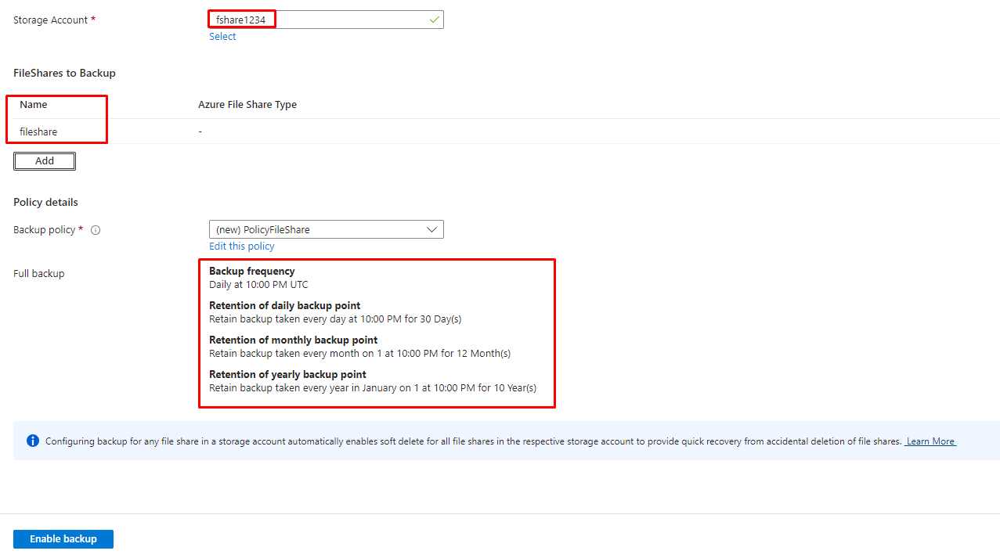 Storage Account *
fshare1234
Select
FileShares to Backup
Name
Azure File Share Type
fileshare
-
Add
Policy details
Backup policy *
(new) PolicyFileShare
Edit this policy
Full backup
Backup frequency
Daily at 10:00 PM UTC
Retention of daily backup point
Retain backup taken every day at 10:00 PM for 30 Day(s)
Retention of monthly backup point
Retain backup taken every month on 1 at 10:00 PM for 12 Month(s)
Retention of yearly backup point
Retain backup taken every year in January on 1 at 10:00 PM for 10 Year(s)
Configuring backup for any file share in a storage account automatically enables soft delete for all file shares in the respective storage account to provide quick recovery from accidental deletion of file shares. Learn More
Enable backup